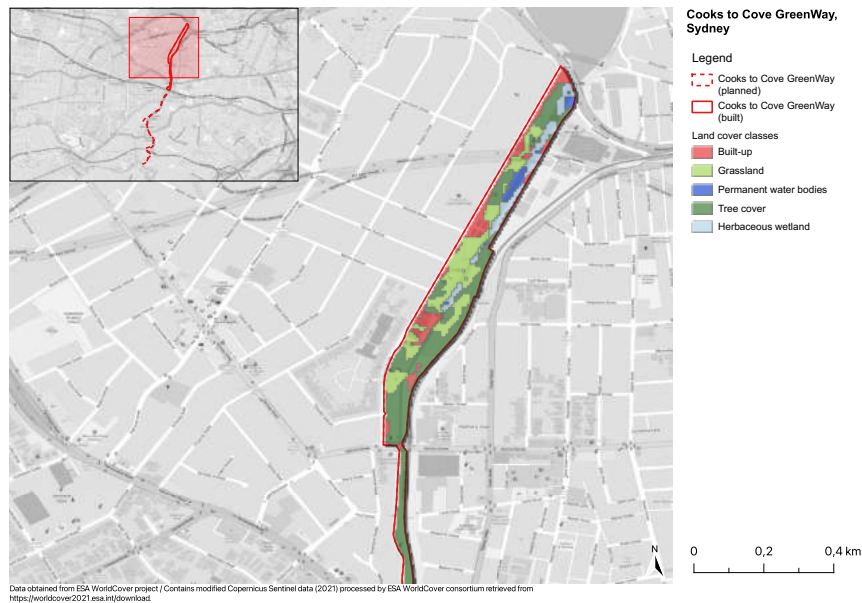 Cooks to Cove GreenWay,
Sydney
Legend
Cooks to Cove GreenWay
(planned)
Cooks to Cove GreenWay
(built)
Land cover classes
Built-up
Grassland
Permanent water bodies
Tree cover
Herbaceous wetland
N
0 0,2 0,4 km
Data obtained from ESA WorldCover project / Contains modified Copernicus Sentinel data (2021) processed by ESA WorldCover consortium retrieved from
https://worldcover2021.esa.int/download.